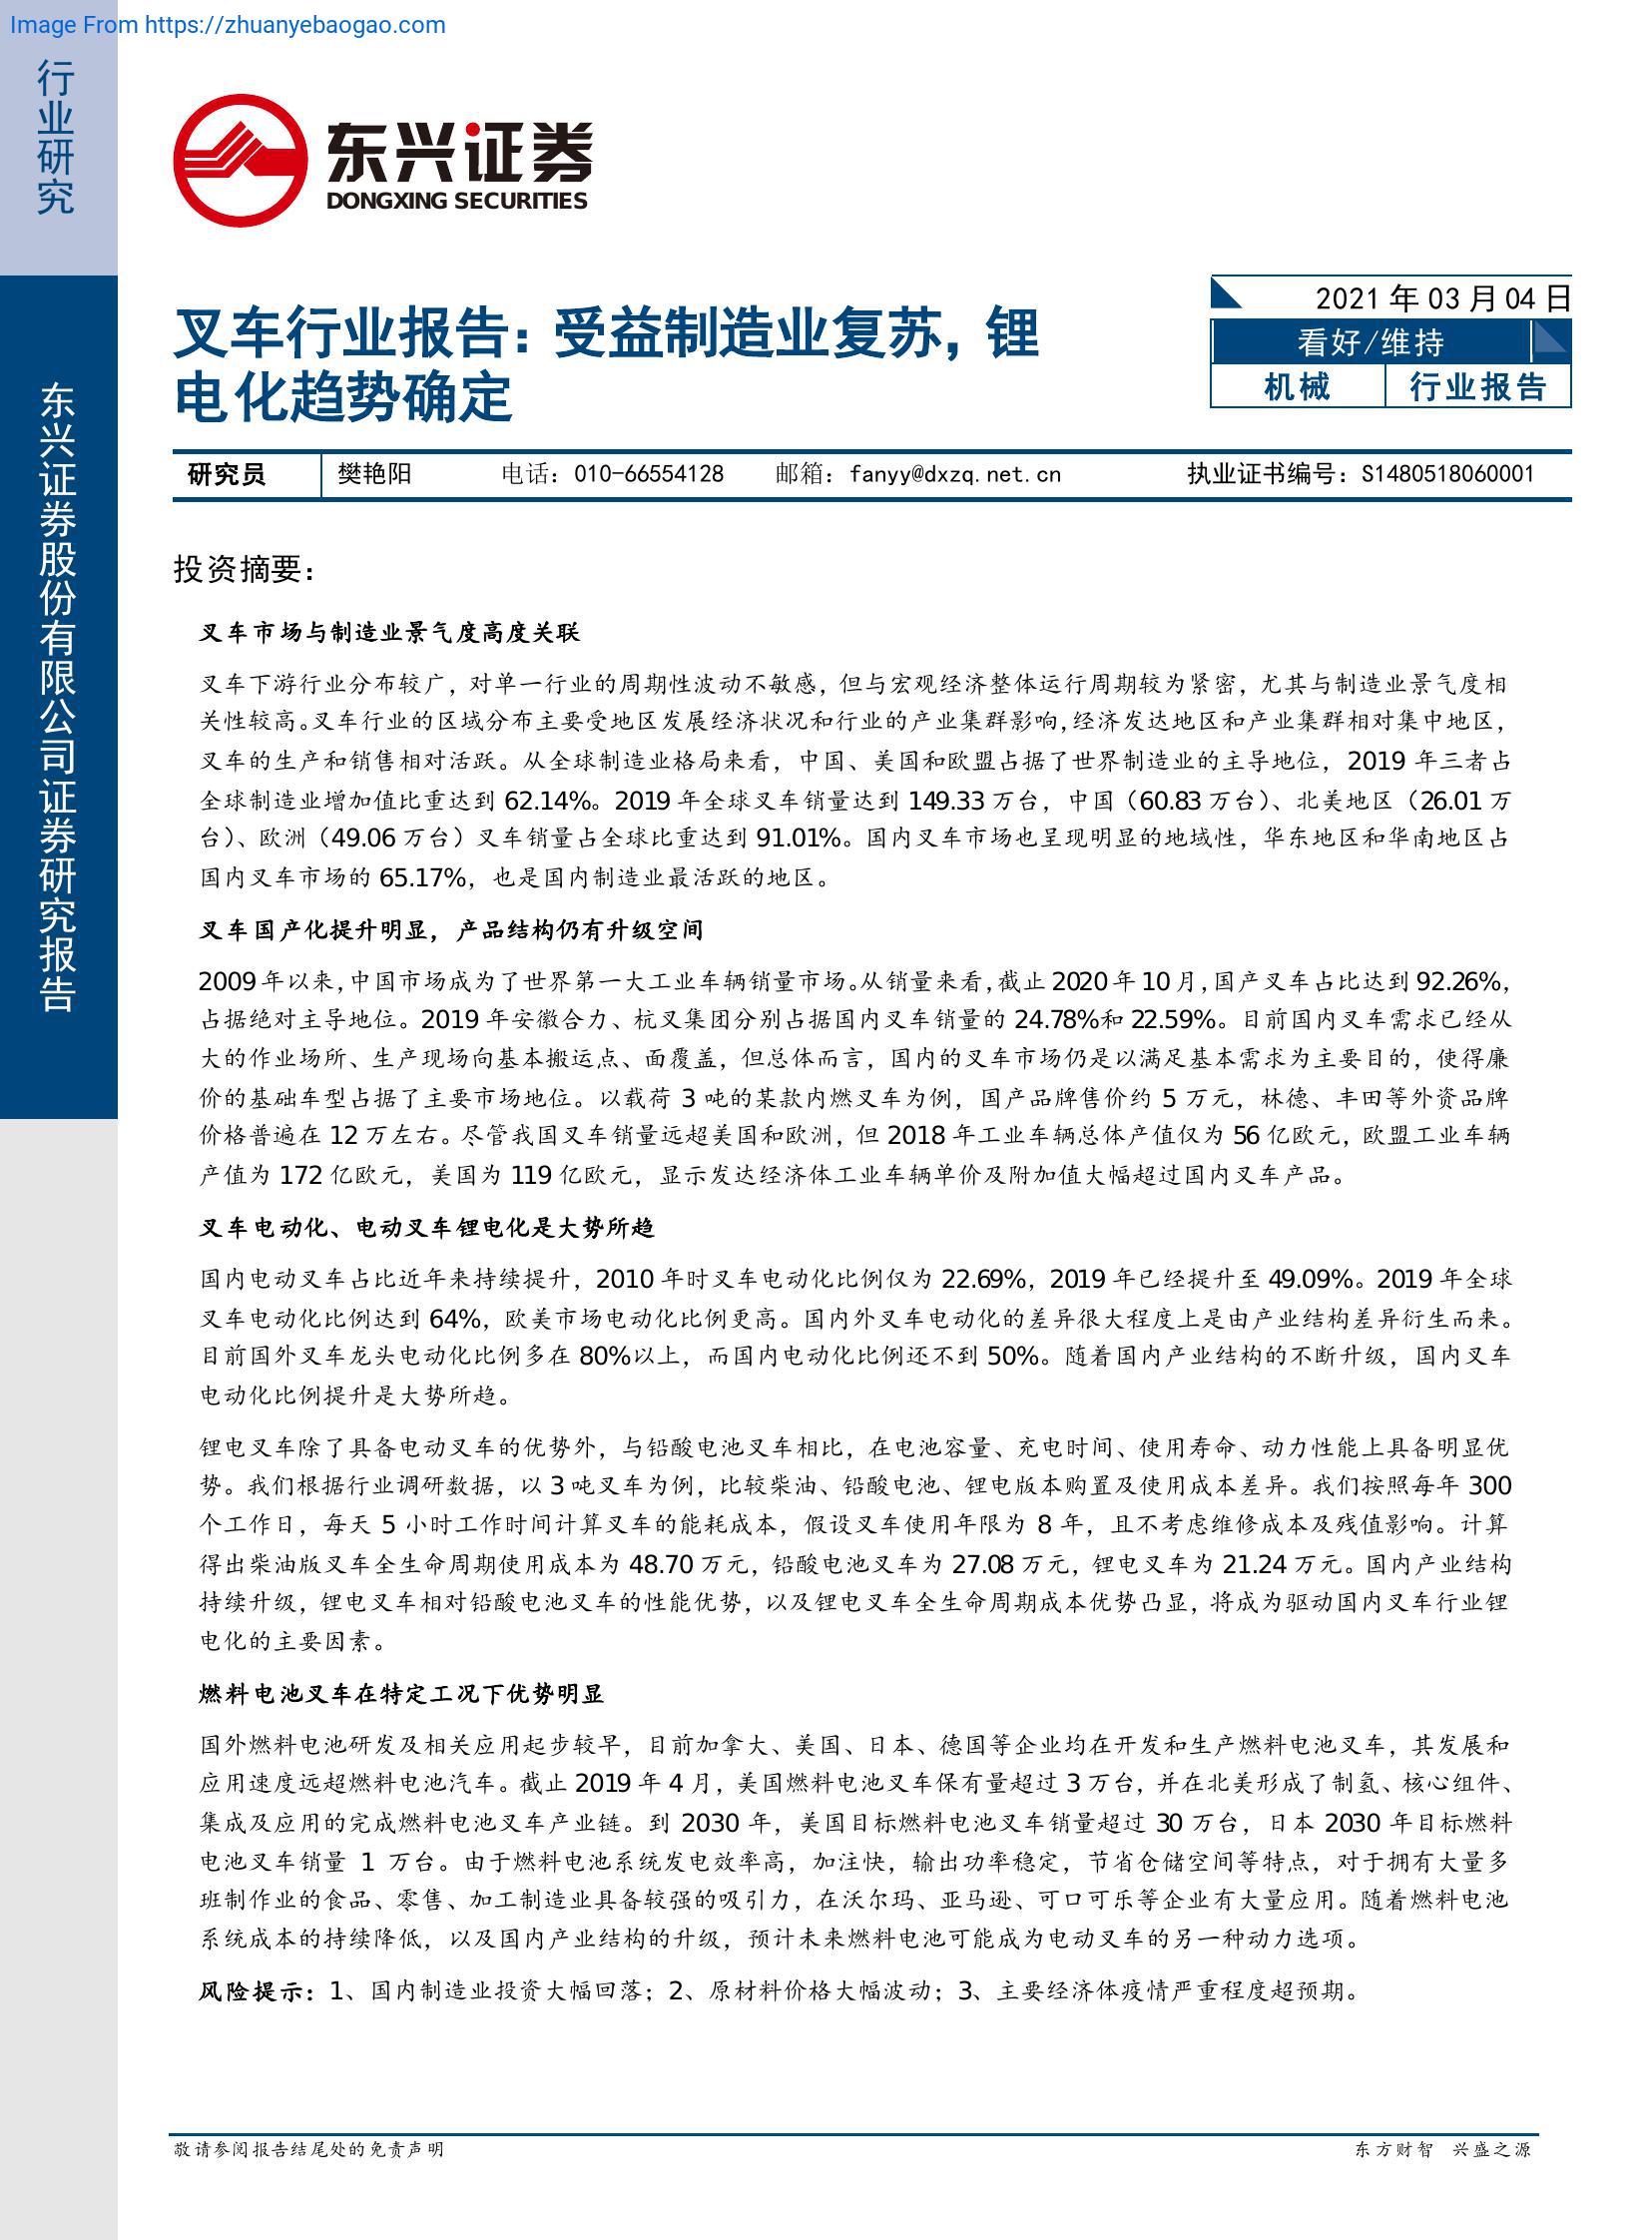 Image From https://zhuanyebaogao.com
行业研究
东兴证券股份有限公司证券研究报告
东兴证券
DONGXING SECURITIES
叉车行业报告：受益制造业复苏，锂
电化趋势确定
2021 年 03 月 04 日
看好/维持
机械 行业报告
研究员 樊艳阳 电话：010-66554128 邮箱：fanyy@dxzq.net.cn 执业证书编号：S1480518060001
投资摘要：
叉车市场与制造业景气度高度关联
叉车下游行业分布较广，对单一行业的周期性波动不敏感，但与宏观经济整体运行周期较为紧密，尤其与制造业景气度相
关性较高。叉车行业的区域分布主要受地区发展经济状况和行业的产业集群影响，经济发达地区和产业集群相对集中地区，
叉车的生产和销售相对活跃。从全球制造业格局来看，中国、美国和欧盟占据了世界制造业的主导地位，2019 年三者占
全球制造业增加值比重达到 62.14%。2019 年全球叉车销量达到 149.33 万台，中国（60.83 万台）、北美地区（26.01 万
台）、欧洲（49.06 万台）叉车销量占全球比重达到 91.01%。国内叉车市场也呈现明显的地域性，华东地区和华南地区占
国内叉车市场的 65.17%，也是国内制造业最活跃的地区。
叉车国产化提升明显，产品结构仍有升级空间
2009 年以来，中国市场成为了世界第一大工业车辆销量市场。从销量来看，截止 2020 年 10 月，国产叉车占比达到 92.26%，
占据绝对主导地位。2019 年安徽合力、杭叉集团分别占据国内叉车销量的 24.78%和 22.59%。目前国内叉车需求已经从
大的作业场所、生产现场向基本搬运点、面覆盖，但总体而言，国内的叉车市场仍是以满足基本需求为主要目的，使得廉
价的基础车型占据了主要市场地位。以载荷 3 吨的某款内燃叉车为例，国产品牌售价约 5 万元，林德、丰田等外资品牌
价格普遍在 12 万左右。尽管我国叉车销量远超美国和欧洲，但 2018 年工业车辆总体产值仅为 56 亿欧元，欧盟工业车辆
产值为 172 亿欧元，美国为 119 亿欧元，显示发达经济体工业车辆单价及附加值大幅超过国内叉车产品。
叉车电动化、电动叉车锂电化是大势所趋
国内电动叉车占比近年来持续提升，2010 年时叉车电动化比例仅为 22.69%，2019 年已经提升至 49.09%。2019 年全球
叉车电动化比例达到 64%，欧美市场电动化比例更高。国内外叉车电动化的差异很大程度上是由产业结构差异衍生而来。
目前国外叉车龙头电动化比例多在 80%以上，而国内电动化比例还不到 50%。随着国内产业结构的不断升级，国内叉车
电动化比例提升是大势所趋。
锂电叉车除了具备电动叉车的优势外，与铅酸电池叉车相比，在电池容量、充电时间、使用寿命、动力性能上具备明显优
势。我们根据行业调研数据，以 3 吨叉车为例，比较柴油、铅酸电池、锂电版本购置及使用成本差异。我们按照每年 300
个工作日，每天 5 小时工作时间计算叉车的能耗成本，假设叉车使用年限为 8 年，且不考虑维修成本及残值影响。计算
得出柴油版叉车全生命周期使用成本为 48.70 万元，铅酸电池叉车为 27.08 万元，锂电叉车为 21.24 万元。国内产业结构
持续升级，锂电叉车相对铅酸电池叉车的性能优势，以及锂电叉车全生命周期成本优势凸显，将成为驱动国内叉车行业锂
电化的主要因素。
燃料电池叉车在特定工况下优势明显
国外燃料电池研发及相关应用起步较早，目前加拿大、美国、日本、德国等企业均在开发和生产燃料电池叉车，其发展和
应用速度远超燃料电池汽车。截止 2019 年 4 月，美国燃料电池叉车保有量超过 3 万台，并在北美形成了制氢、核心组件、
集成及应用的完成燃料电池叉车产业链。到 2030 年，美国目标燃料电池叉车销量超过 30 万台，日本 2030 年目标燃料
电池叉车销量 1 万台。由于燃料电池系统发电效率高，加注快，输出功率稳定，节省仓储空间等特点，对于拥有大量多
班制作业的食品、零售、加工制造业具备较强的吸引力，在沃尔玛、亚马逊、可口可乐等企业有大量应用。随着燃料电池
系统成本的持续降低，以及国内产业结构的升级，预计未来燃料电池可能成为电动叉车的另一种动力选项。
风险提示：1、国内制造业投资大幅回落；2、原材料价格大幅波动；3、主要经济体疫情严重程度超预期。
敬请参阅报告结尾处的免责声明 东方财智 兴盛之源